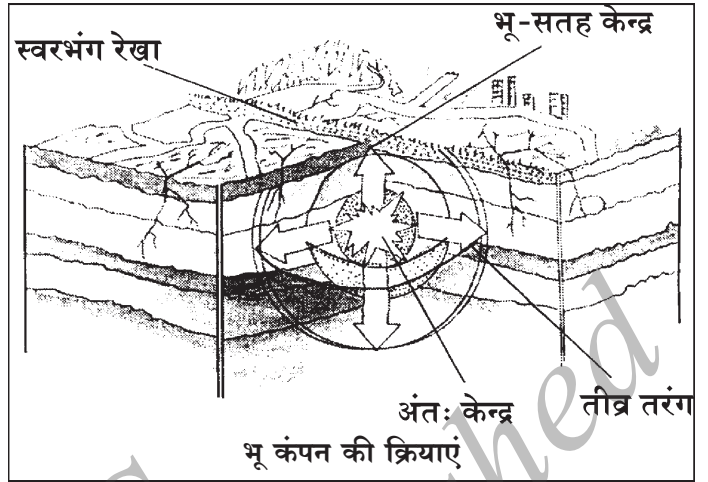 भू-सतह केन्द्र
स्वरभंग रेखा
अंतः केन्द्र
तीव्र तरंग
भू कंपन की क्रियाएं